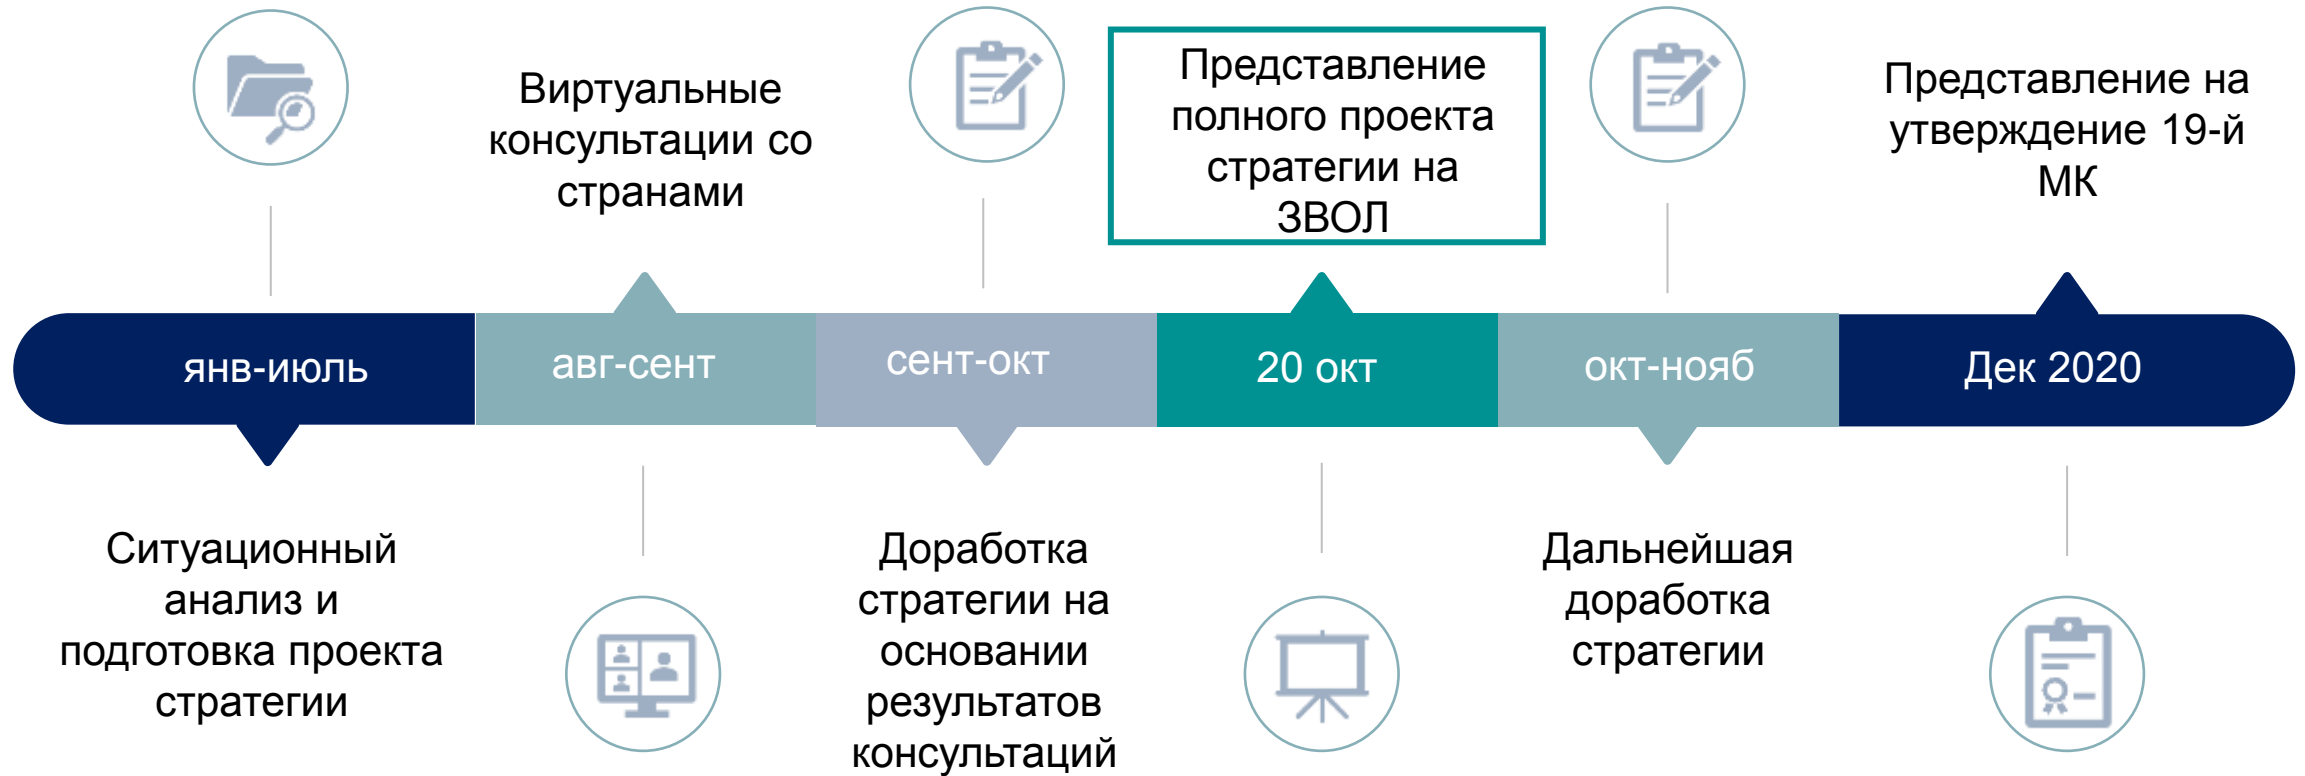 Виртуальные
консультации со
странами
Представление
полного проекта
стратегии на
ЗВОЛ
Представление на
утверждение 19-й
МК
янв-июль
авг-сент
сент-окт
20 окт
окт-нояб
Дек 2020
Ситуационный
анализ и
подготовка проекта
стратегии
Доработка
стратегии на
основании
результатов
консультаций
Дальнейшая
доработка
стратегии